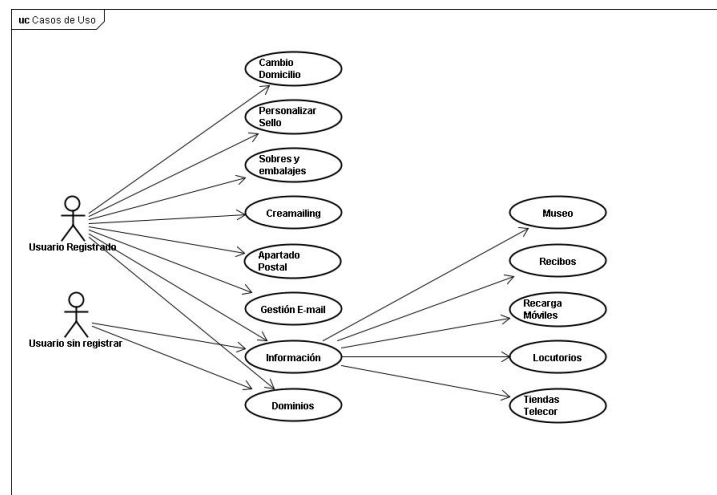 uc Casos de Uso
Cambio
Domicilio
Personalizar
Sello
Sobres y
embalajes
Creamailing
Apartado
Postal
Gestión E-mail
Información
Dominios
Usuario Registrado
Usuario sin registrar
Museo
Recibos
Recarga
Móviles
Locutorios
Tiendas
Telecor